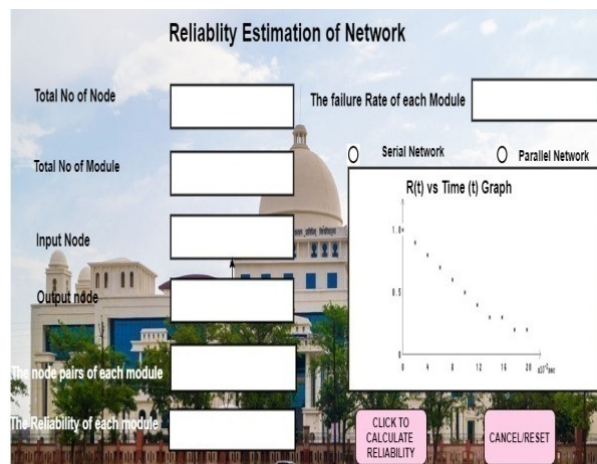 Reliablity Estimation of Network
Total No of Node
The failure Rate of each Module
Total No of Module
Serial Network
Parallel Network
R(t) vs Time (t) Graph
1.0
Input Node
Output node
0.5
The node pairs of each module
0
0 4 8 12 16 20
The Reliability of each module
CLICK TO
CALCULATE
RELIABILITY
CANCEL/RESET